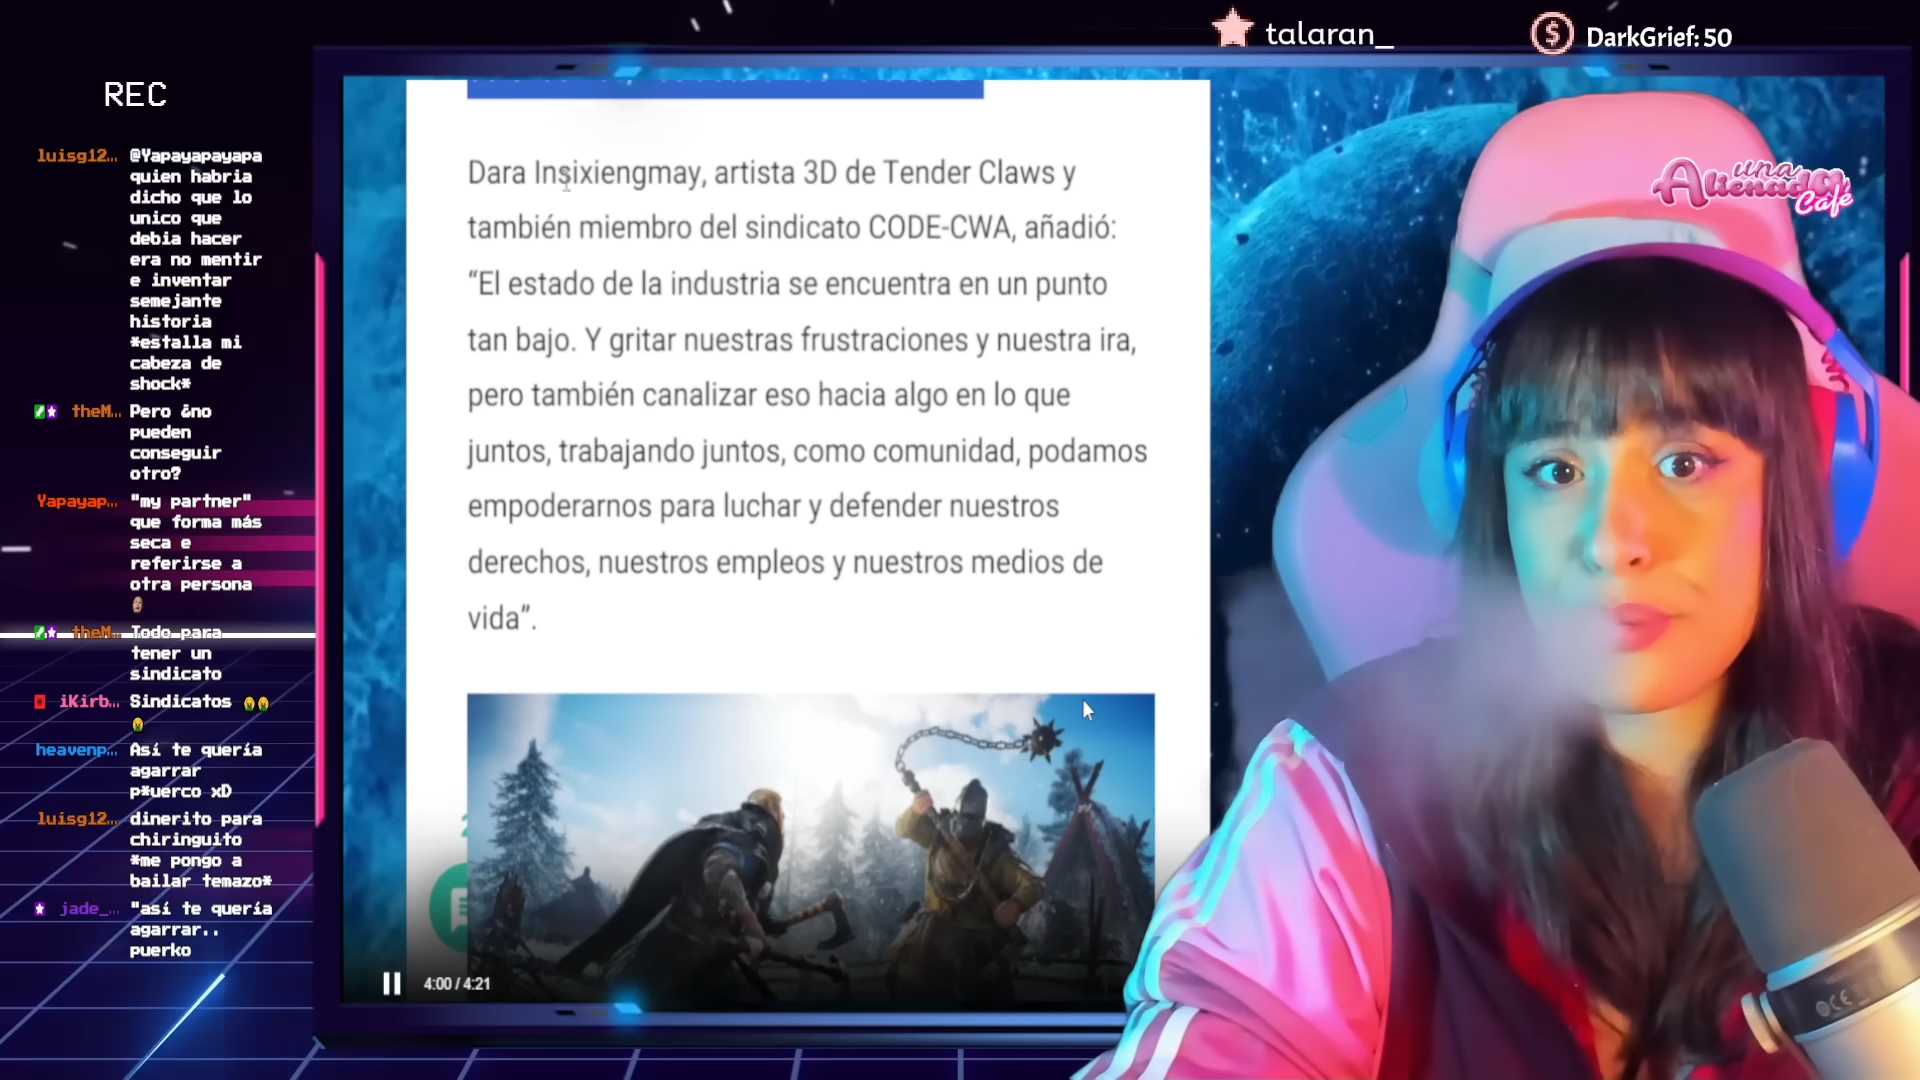 talaran_
DarkGrief: 50
REC
luisg12...
@Yapayapayapa
quien habria
dicho que lo
unico que
debia hacer
era no mentir
e inventar
semejante
historia
*estalla mi
cabeza de
shock*
theM...
Pero ¿no
pueden
conseguir
otro?
Yapayap...
"my partner"
que forma más
seca e
referirse a
otra persona
theM...
Todo para
tener un
sindicato
iKirb...
Sindicatos
heavenp...
Así te quería
agarrar
p*uerco xD
luisg12...
dinerito para
chiringuito
*me pongo a
bailar temazo*
jade_...
"así te quería
agarrar..
puerko
Dara Insixiengmay, artista 3D de Tender Claws y
también miembro del sindicato CODE-CWA, añadió:
“El estado de la industria se encuentra en un punto
tan bajo. Y gritar nuestras frustraciones y nuestra ira,
pero también canalizar eso hacia algo en lo que
juntos, trabajando juntos, como comunidad, podamos
empoderarnos para luchar y defender nuestros
derechos, nuestros empleos y nuestros medios de
vida”.
4:00 / 4:21
una
Alienada
Café